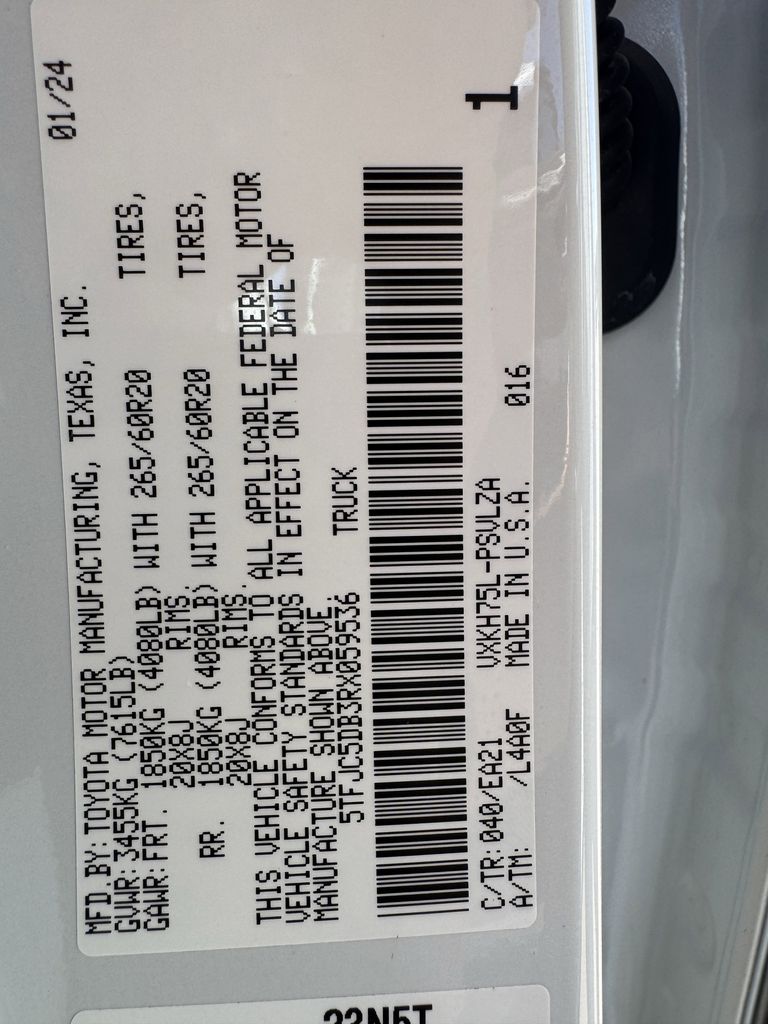 MFD.BY: TOYOTA MOTOR MANUFACTURING, TEXAS, INC. 01/24
GVWR: 3455KG (7615LB)
GAWR: FRT. 1850KG (4080LB) WITH 265/60R20 TIRES,
20X8J RIMS.
RR. 1850KG (4080LB) WITH 265/60R20 TIRES,
20X8J RIMS.
THIS VEHICLE CONFORMS TO ALL APPLICABLE FEDERAL MOTOR
VEHICLE SAFETY STANDARDS IN EFFECT ON THE DATE OF
MANUFACTURE SHOWN ABOVE.
5TFJC5DB3RX059536 TRUCK
C/TR: 040/EA21 VXKH75L-PSVLZA 1
A/TM: /L4A0F MADE IN U.S.A. 016